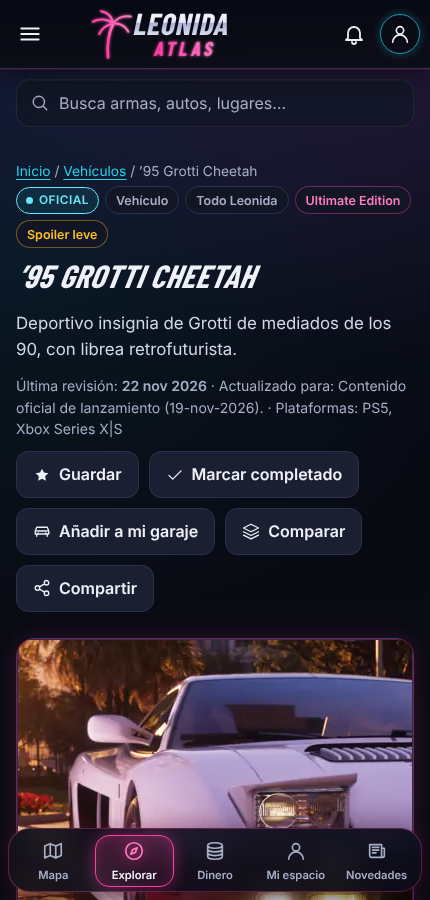 LEONIDA
ATLAS
Busca armas, autos, lugares...
Inicio / Vehículos / '95 Grotti Cheetah
OFICIAL Vehículo Todo Leonida Ultimate Edition
Spoiler leve
'95 GROTTI CHEETAH
Deportivo insignia de Grotti de mediados de los
90, con librea retrofuturista.
Última revisión: 22 nov 2026 · Actualizado para: Contenido
oficial de lanzamiento (19-nov-2026). · Plataformas: PS5,
Xbox Series X|S
Guardar Marcar completado
Añadir a mi garaje Comparar
Compartir
Mapa Explorar Dinero Mi espacio Novedades